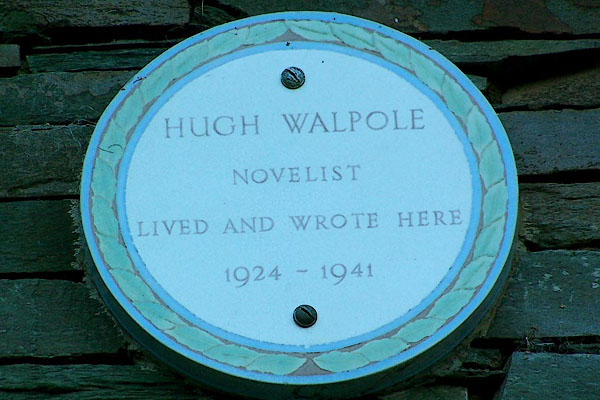 HUGH WALPOLE
NOVELIST
LIVED AND WROTE HERE
1924 - 1941